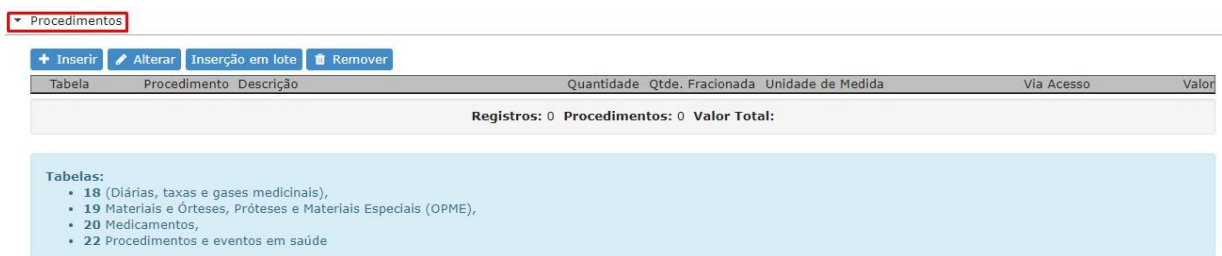 Procedimentos
Inserir Alterar Inserção em lote Remover
Tabela Procedimento Descrição Quantidade Qtde. Fracionada Unidade de Medida Via Acesso Valor
Registros: 0 Procedimentos: 0 Valor Total:
Tabelas:
• 18 (Diárias, taxas e gases medicinais),
• 19 Materiais e Órteses, Próteses e Materiais Especiais (OPME),
• 20 Medicamentos,
• 22 Procedimentos e eventos em saúde